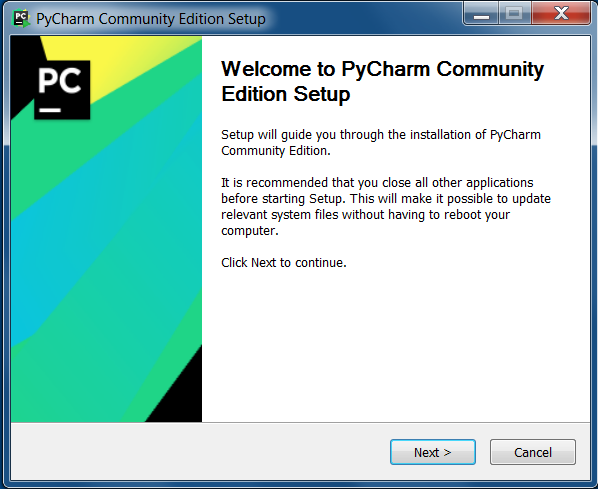 PC PyCharm Community Edition Setup
PC
Welcome to PyCharm Community
Edition Setup
Setup will guide you through the installation of PyCharm
Community Edition.
It is recommended that you close all other applications
before starting Setup. This will make it possible to update
relevant system files without having to reboot your
computer.
Click Next to continue.
Next >
Cancel